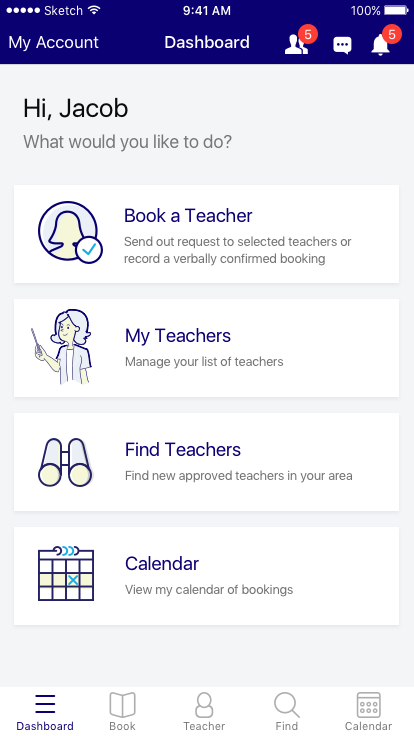 Sketch 9:41 AM 100%
My Account Dashboard 5 5
Hi, Jacob
What would you like to do?
Book a Teacher
Send out request to selected teachers or
record a verbally confirmed booking
My Teachers
Manage your list of teachers
Find Teachers
Find new approved teachers in your area
Calendar
View my calendar of bookings
Dashboard Book Teacher Find Calendar